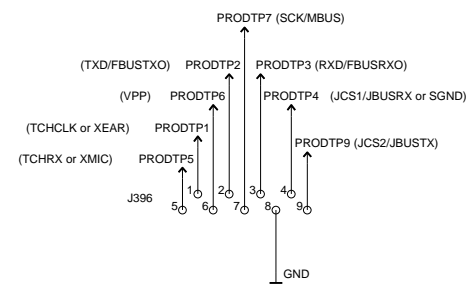 PRODTP7 (SCK/MBUS)
(TXD/FBUSTXO) PRODTP2 PRODTP3 (RXD/FBUSRXO)
(VPP) PRODTP6 PRODTP4 (JCS1/JBUSRX or SGND)
(TCHCLK or XEAR) PRODTP1
PRODTP9 (JCS2/JBUSTX)
(TCHRX or XMIC) PRODTP5
1 2 3 4
J396
5 6 7 8 9
GND